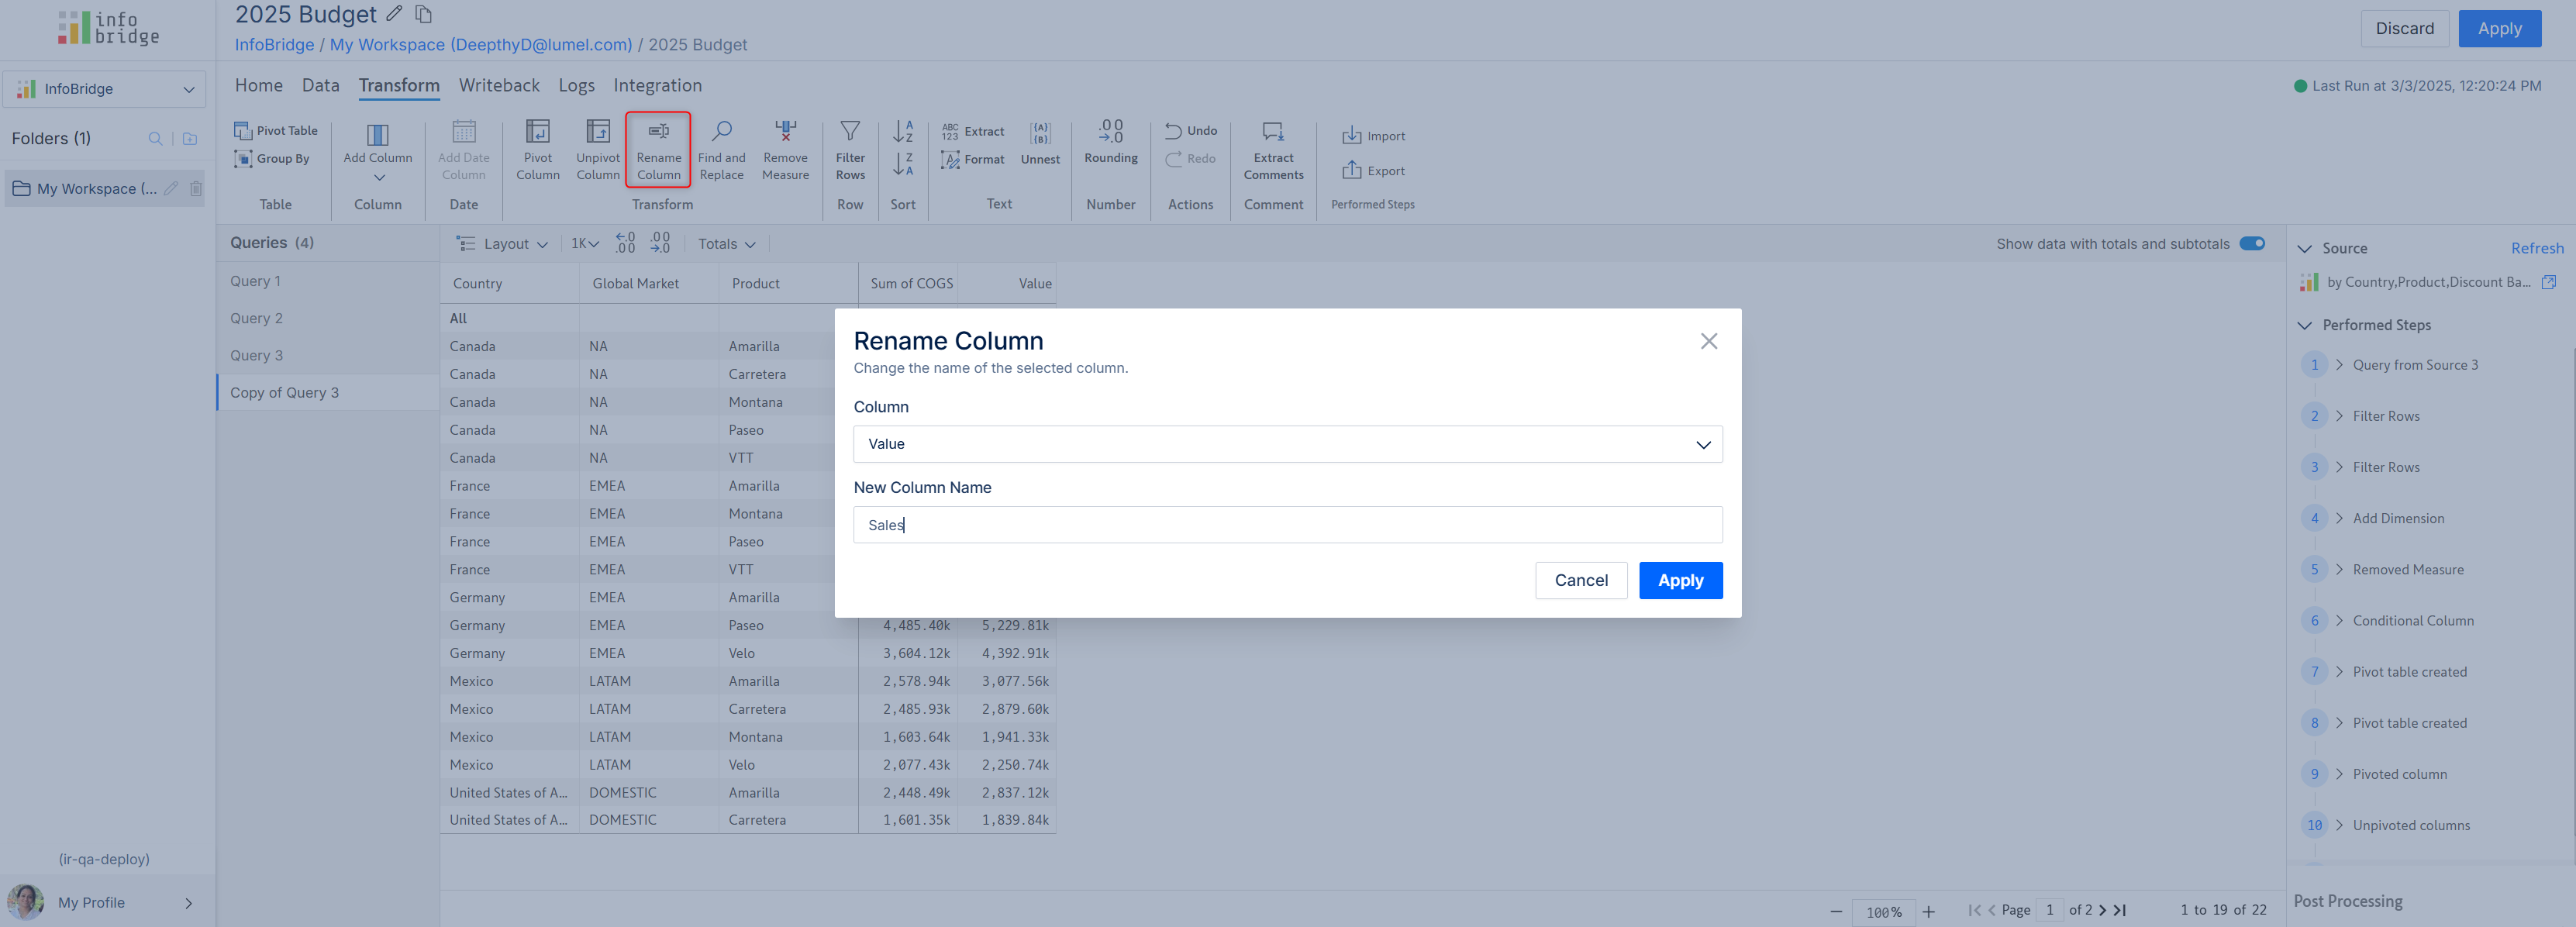 info
bridge
2025 Budget
InfoBridge / My Workspace (DeepthyD@lumel.com) / 2025 Budget
Discard
Apply
InfoBridge
Folders (1)
My Workspace (...
Home Data Transform Writeback Logs Integration
Last Run at 3/3/2025, 12:20:24 PM
Pivot Table
Group By
Table
Add Column
Column
Add Date
Column
Date
Pivot
Column
Unpivot
Column
Rename
Column
Find and
Replace
Remove
Measure
Transform
Filter
Rows
Row
A
Z
Z
A
Sort
ABC
123
Extract
Format
(A)
(B)
Unnest
Text
.00
.0
Rounding
Number
Undo
Redo
Actions
Extract
Comments
Comment
Import
Export
Performed Steps
Queries (4)
Query 1
Query 2
Query 3
Copy of Query 3
Layout
1K
.0
.00
.00
.0
Totals
Show data with totals and subtotals
Country Global Market Product Sum of COGS Value
All
Canada NA Amarilla
Canada NA Carretera
Canada NA Montana
Canada NA Paseo
Canada NA VTT
France EMEA Amarilla
France EMEA Montana
France EMEA Paseo
France EMEA VTT
Germany EMEA Amarilla
Germany EMEA Paseo 4,485.40k 5,229.81k
Germany EMEA Velo 3,604.12k 4,392.91k
Mexico LATAM Amarilla 2,578.94k 3,077.56k
Mexico LATAM Carretera 2,485.93k 2,879.60k
Mexico LATAM Montana 1,603.64k 1,941.33k
Mexico LATAM Velo 2,077.43k 2,250.74k
United States of A... DOMESTIC Amarilla 2,448.49k 2,837.12k
United States of A... DOMESTIC Carretera 1,601.35k 1,839.84k
Rename Column
Change the name of the selected column.
Column
Value
New Column Name
Sales
Cancel
Apply
Source
Refresh
by Country,Product,Discount Ba...
Performed Steps
1 Query from Source 3
2 Filter Rows
3 Filter Rows
4 Add Dimension
5 Removed Measure
6 Conditional Column
7 Pivot table created
8 Pivot table created
9 Pivoted column
10 Unpivoted columns
Post Processing
(ir-qa-deploy)
My Profile
100%
Page 1 of 2
1 to 19 of 22